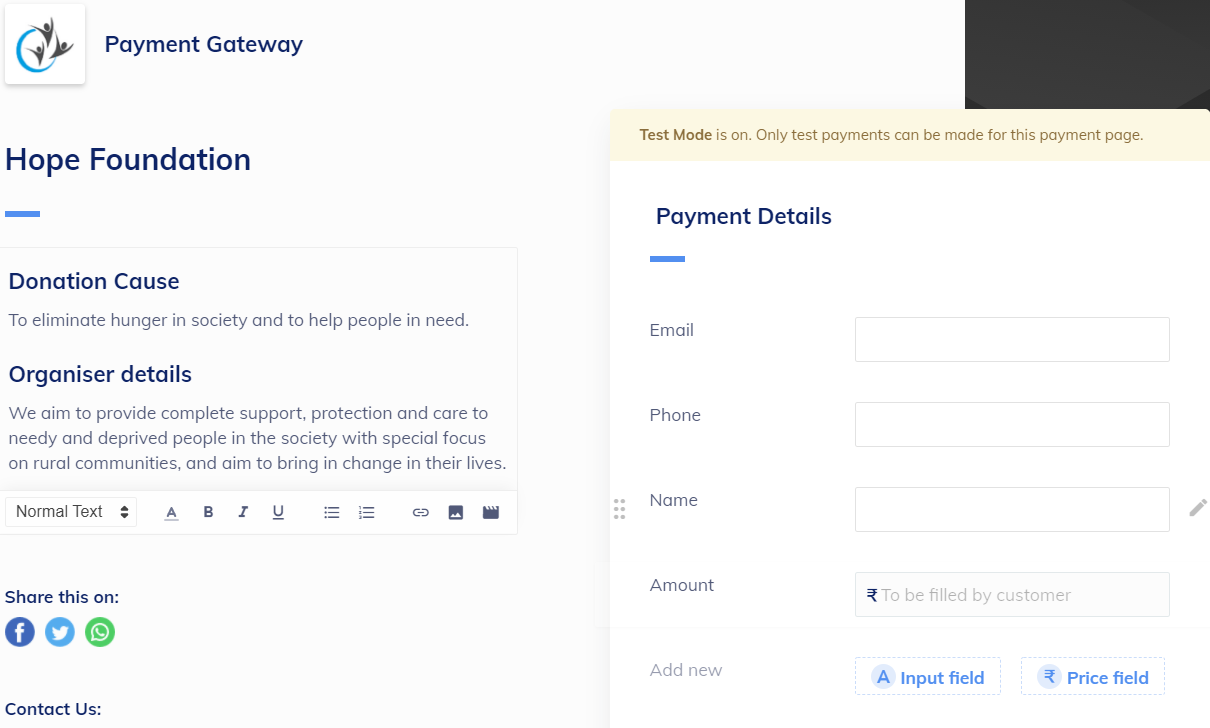 Payment Gateway
Hope Foundation
Donation Cause
To eliminate hunger in society and to help people in need.
Organiser details
We aim to provide complete support, protection and care to
needy and deprived people in the society with special focus
on rural communities, and aim to bring in change in their lives.
Normal Text
A B I U
Share this on:
Contact Us:
Test Mode is on. Only test payments can be made for this payment page.
Payment Details
Email
Phone
Name
Amount
₹ To be filled by customer
Add new
A Input field
₹ Price field